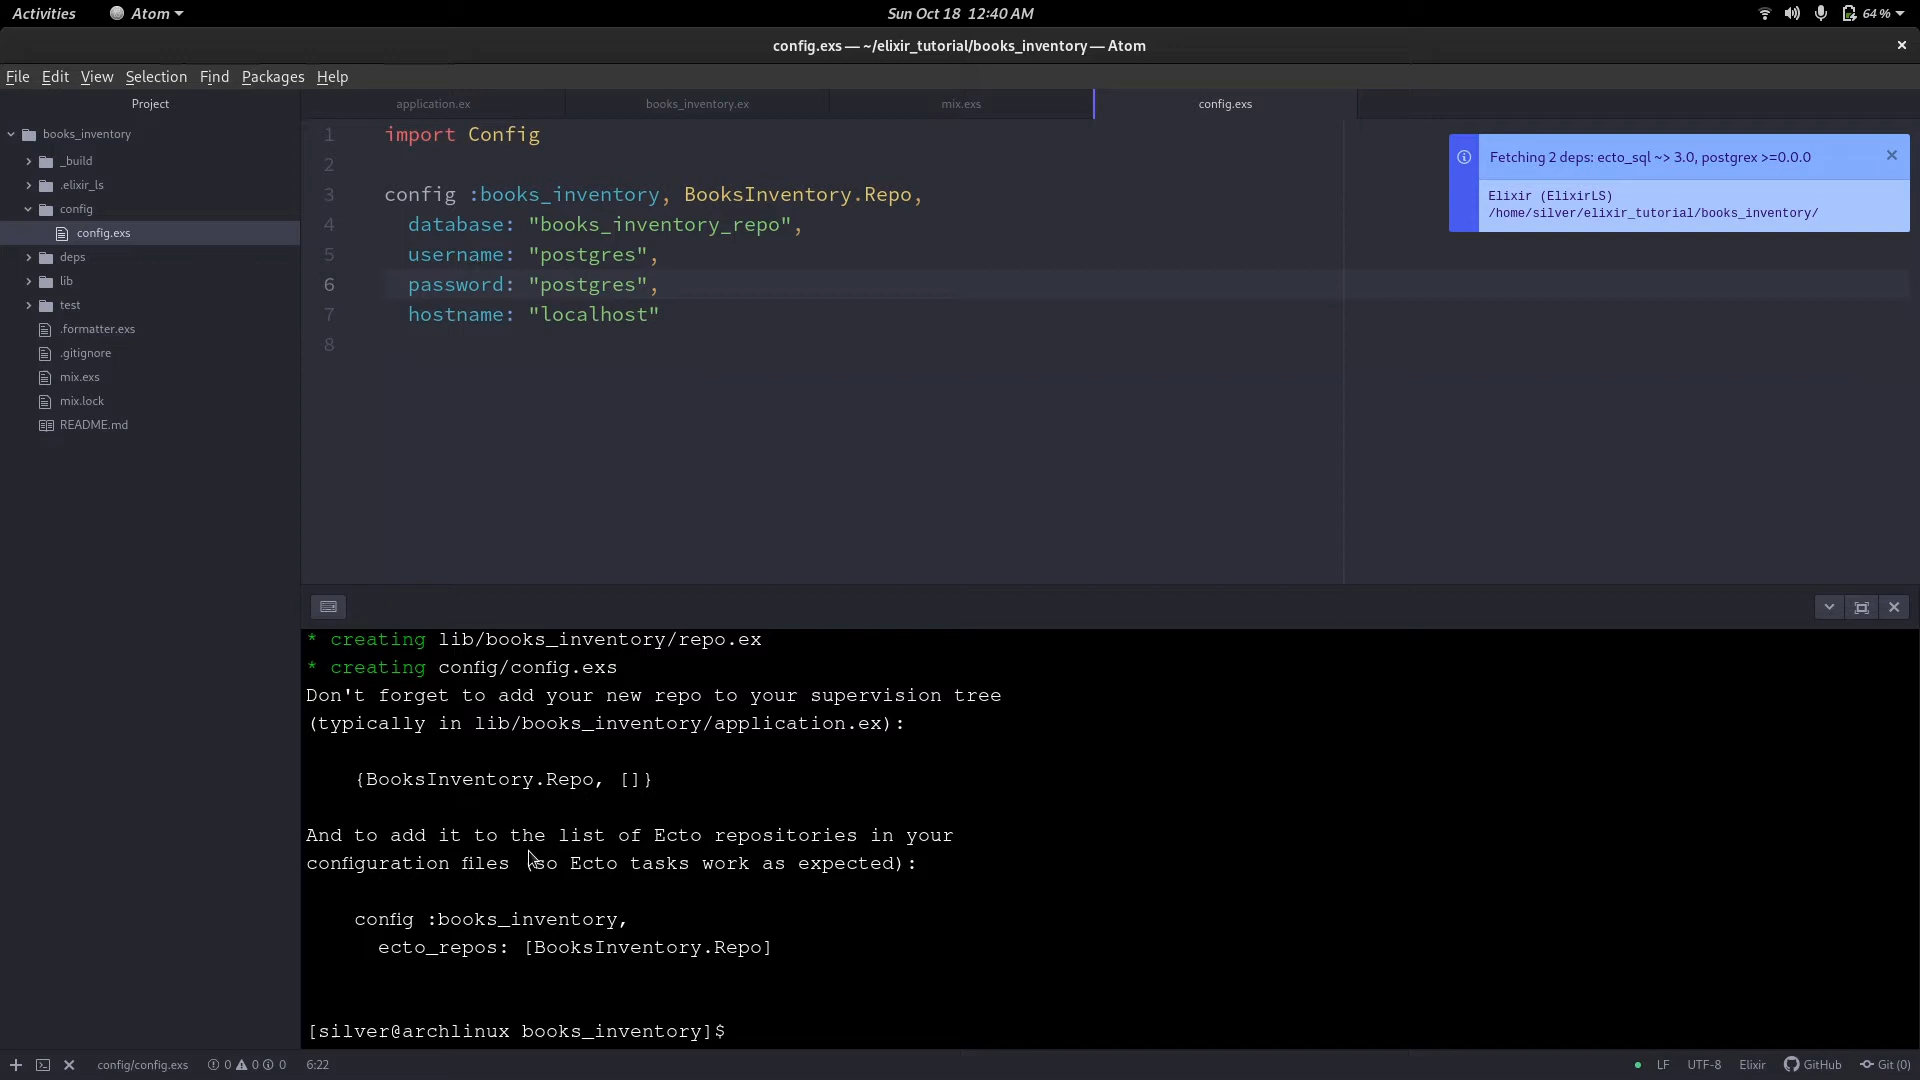 Activities
Atom
Sun Oct 18 12:40 AM
64 %
config.exs — ~/elixir_tutorial/books_inventory — Atom
File Edit View Selection Find Packages Help
Project
application.ex
books_inventory.ex
mix.exs
config.exs
books_inventory
_build
.elixir_ls
config
config.exs
deps
lib
test
.formatter.exs
.gitignore
mix.exs
mix.lock
README.md
1 import Config
2
3 config :books_inventory, BooksInventory.Repo,
4 database: "books_inventory_repo",
5 username: "postgres",
6 password: "postgres",
7 hostname: "localhost"
8
Fetching 2 deps: ecto_sql ~> 3.0, postgrex >=0.0.0
Elixir (ElixirLS)
/home/silver/elixir_tutorial/books_inventory/
* creating lib/books_inventory/repo.ex
* creating config/config.exs
Don't forget to add your new repo to your supervision tree
(typically in lib/books_inventory/application.ex):
{BooksInventory.Repo, []}
And to add it to the list of Ecto repositories in your
configuration files (so Ecto tasks work as expected):
config :books_inventory,
ecto_repos: [BooksInventory.Repo]
[silver@archlinux books_inventory]$
config/config.exs
0 0 0
6:22
LF
UTF-8
Elixir
GitHub
Git (0)